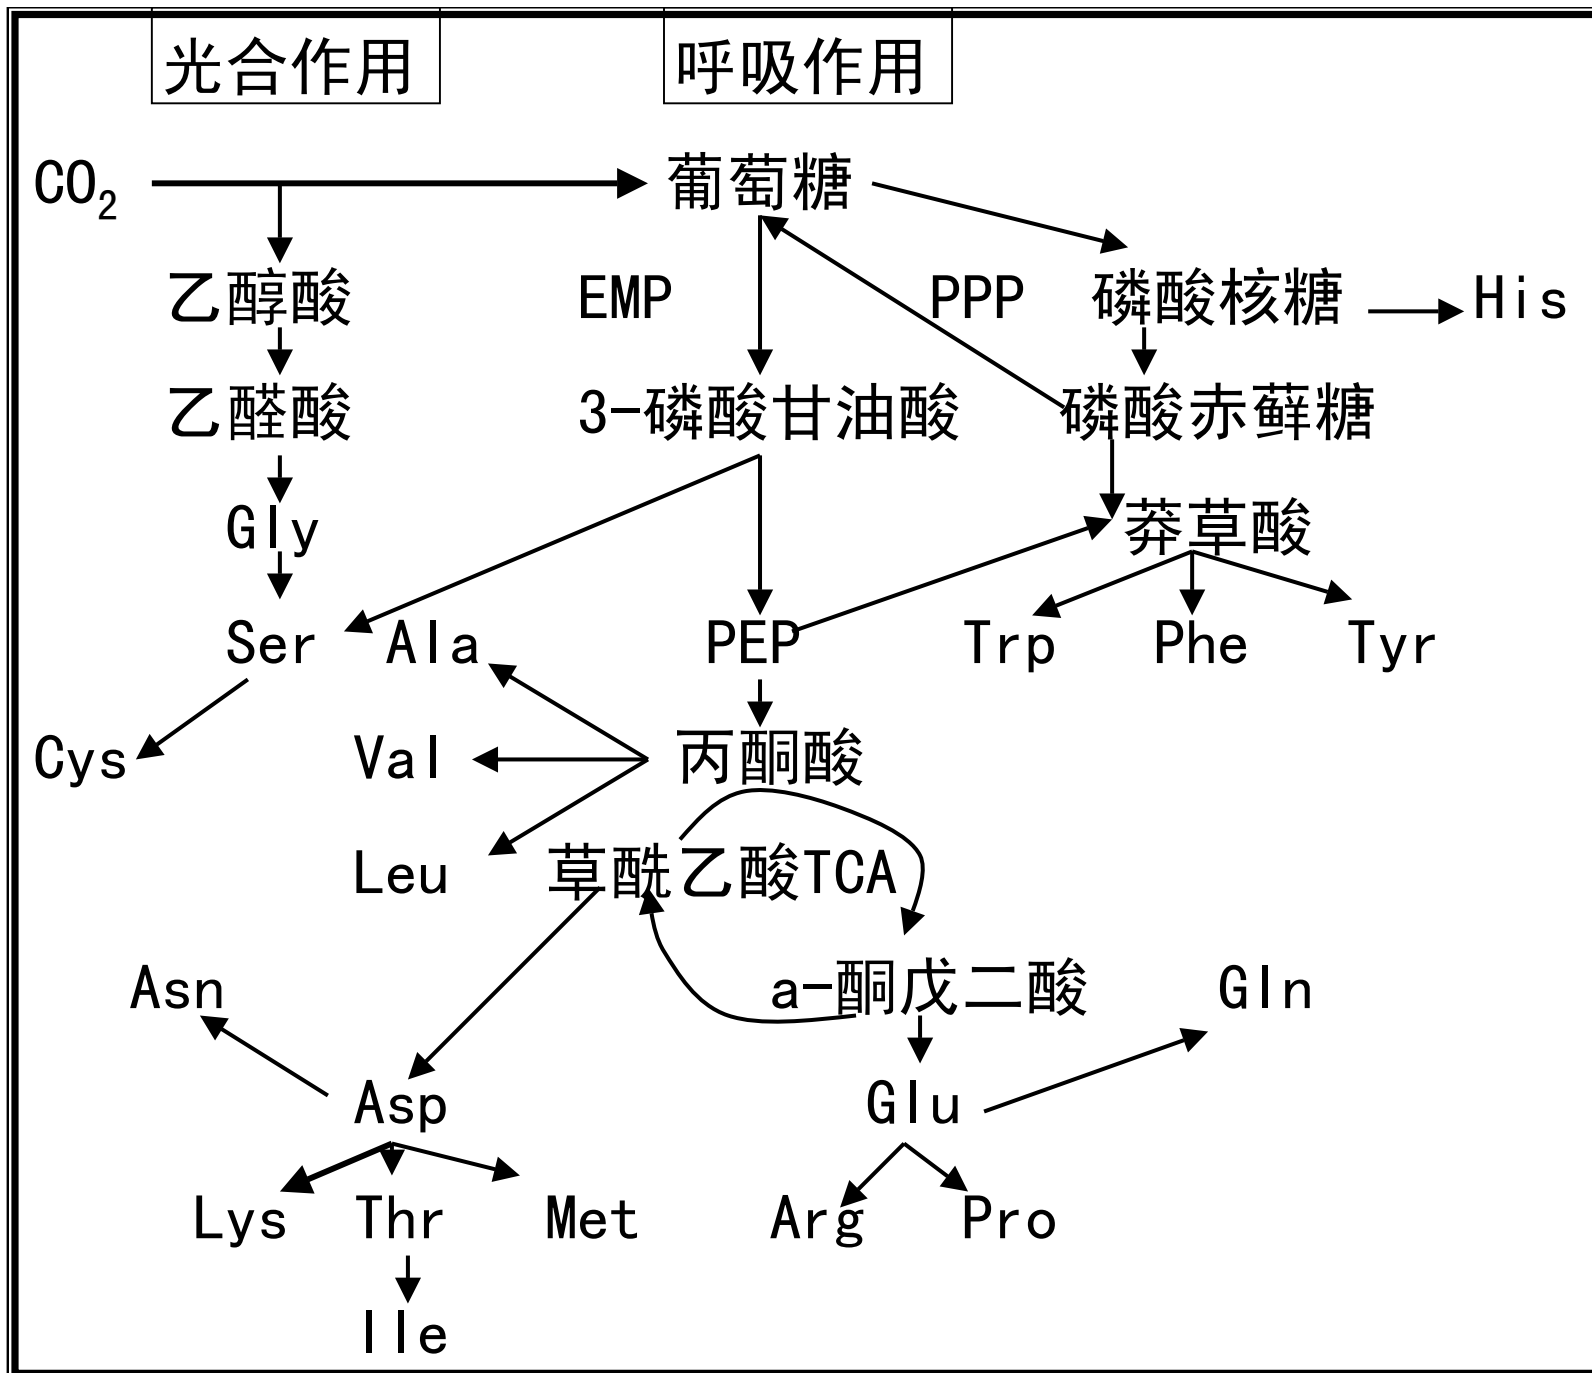 光合作用 呼吸作用
CO₂ 葡萄糖
乙醇酸 EMP PPP 磷酸核糖 His
乙醛酸 3-磷酸甘油酸 磷酸赤藓糖
Gly 莽草酸
Ser Ala PEP Trp Phe Tyr
Cys Val 丙酮酸
Leu 草酰乙酸TCA
Asn a-酮戊二酸 Gln
Asp Glu
Lys Thr Met Arg Pro
Ile